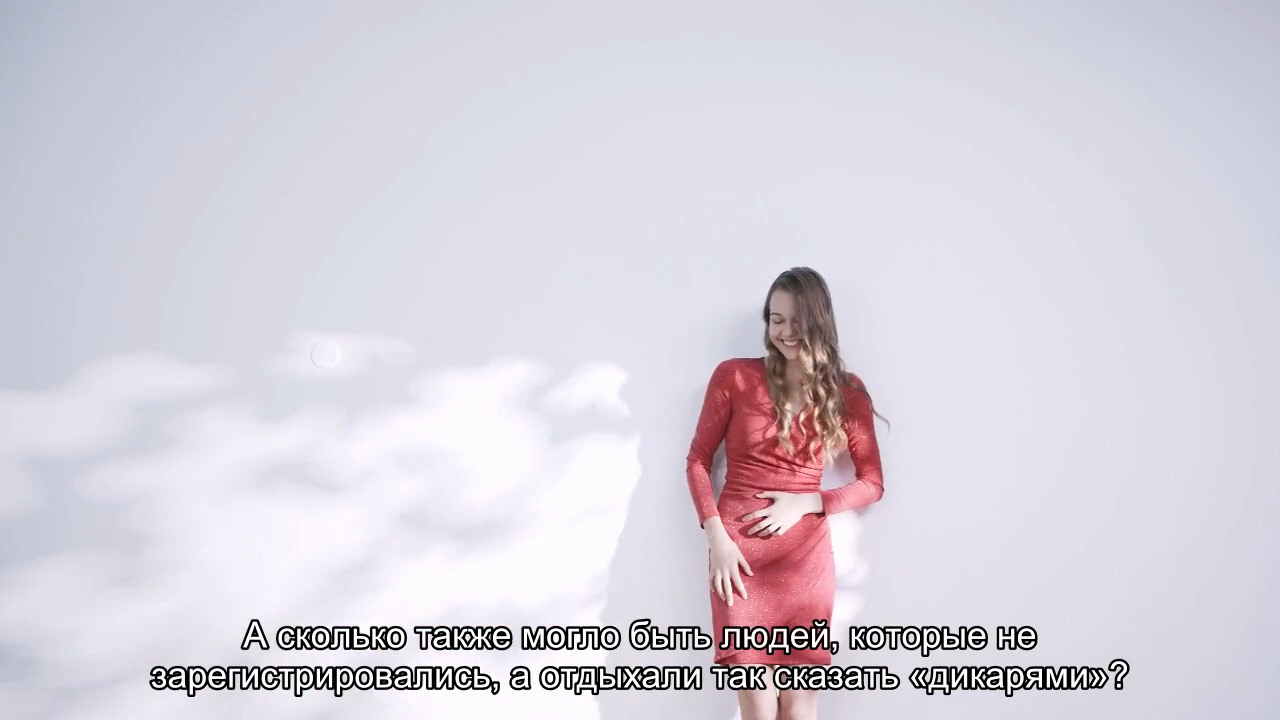 А сколько также могло быть людей, которые не
зарегистрировались, а отдыхали так сказать «дикарями»?